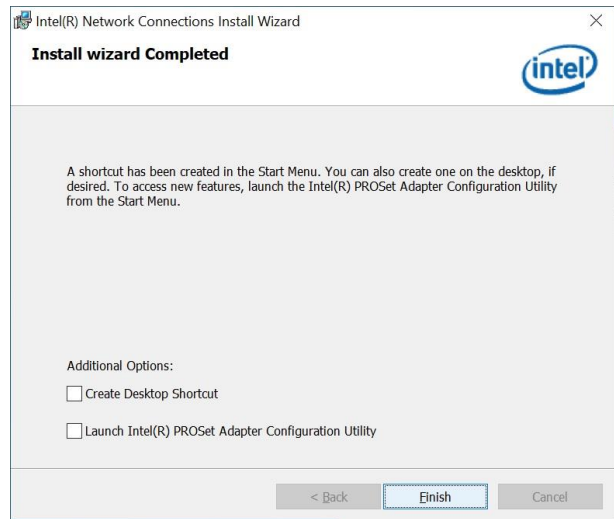 Intel(R) Network Connections Install Wizard
Install wizard Completed
intel
A shortcut has been created in the Start Menu. You can also create one on the desktop, if
desired. To access new features, launch the Intel(R) PROSet Adapter Configuration Utility
from the Start Menu.
Additional Options:
Create Desktop Shortcut
Launch Intel(R) PROSet Adapter Configuration Utility
< Back Finish Cancel